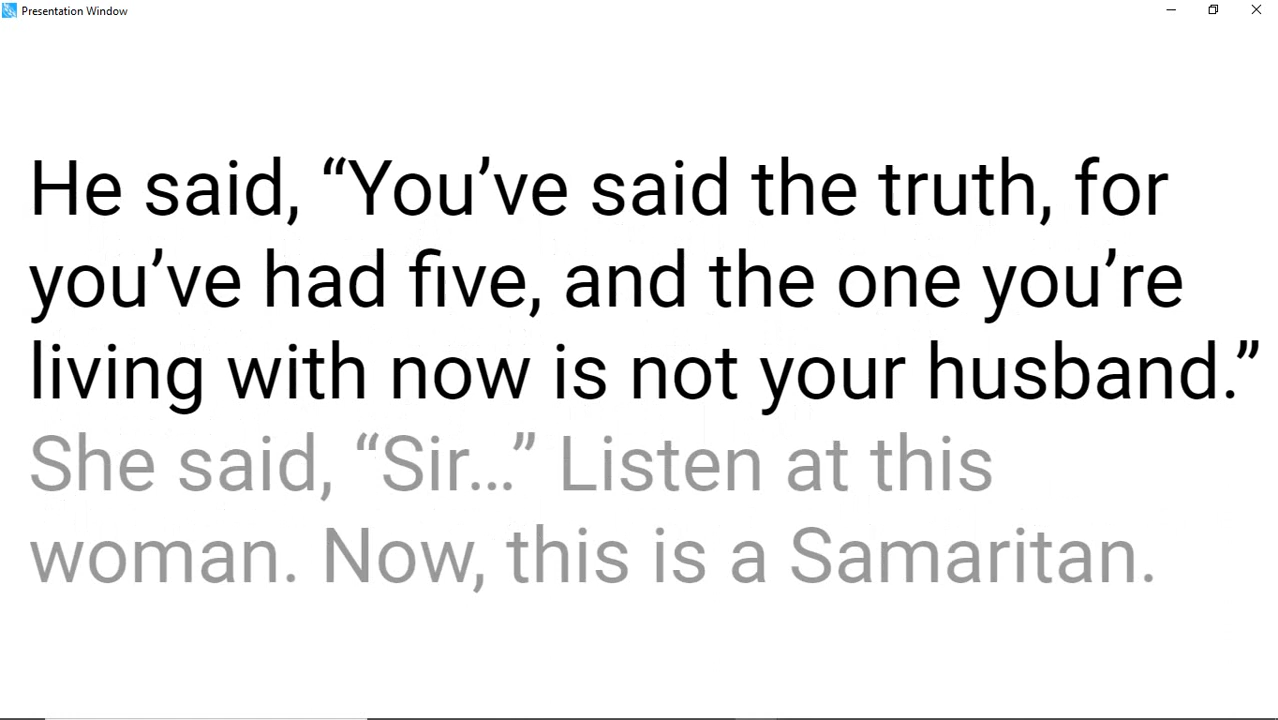 Presentation Window
He said, “You’ve said the truth, for
you’ve had five, and the one you’re
living with now is not your husband.”
She said, “Sir…” Listen at this
woman. Now, this is a Samaritan.